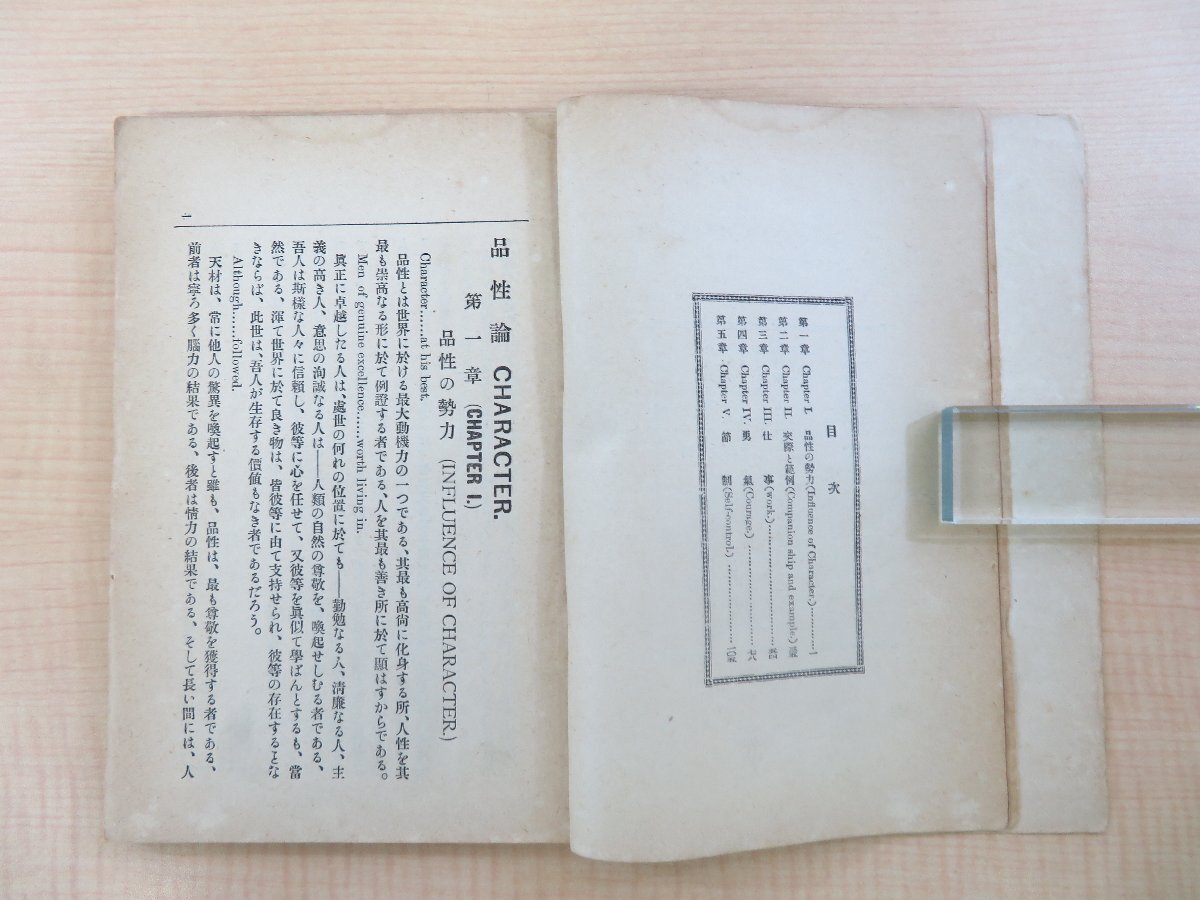 目次
第一章 Chapter I. 品性の勢力(Influence of Character.)…………1
第二章 Chapter II. 実際と範例(Companion ship and example.)
第三章 Chapter III. 仕事(work.)…………
第四章 Chapter IV. 勇氣(Courage.)…………
第五章 Chapter V. 節制(Self-control.)…………
品性論 CHARACTER.
第一章 (CHAPTER I.)
品性の勢力 (INFLUENCE OF CHARACTER.)
Character……at his best.
品性とは世界に於ける最大動機力の一つである、其最も高尙に化身する所、人性を其
最も崇高なる形に於て例證する者である、人を其最も善き所に於て顯はすからである。
Men of genuine excellence……worth living in.
眞正に卓越したる人は、處世の何れの位置に於ても──勤勉なる人、淸廉なる人、主
義の高き人、意思の洵誠なる人は──人類の自然の尊敬を、喚起せしむる者である、
吾人は斯樣な人々に信賴し、彼等に心を任せて、又彼等を眞似て學ばんとするも、當
然である、渾て世界に於て良き物は、皆彼等に由て支持せられ、彼等の存在することな
きならば、此世は、吾人が生存する價値もなき者であるだろう。
Although……followed.
天材は、常に他人の驚異を喚起すと雖も、品性は、最も尊敬を獲得する者である、
前者は寧ろ多く腦力の結果である、後者は情力の結果である、そして長い間には、人
1